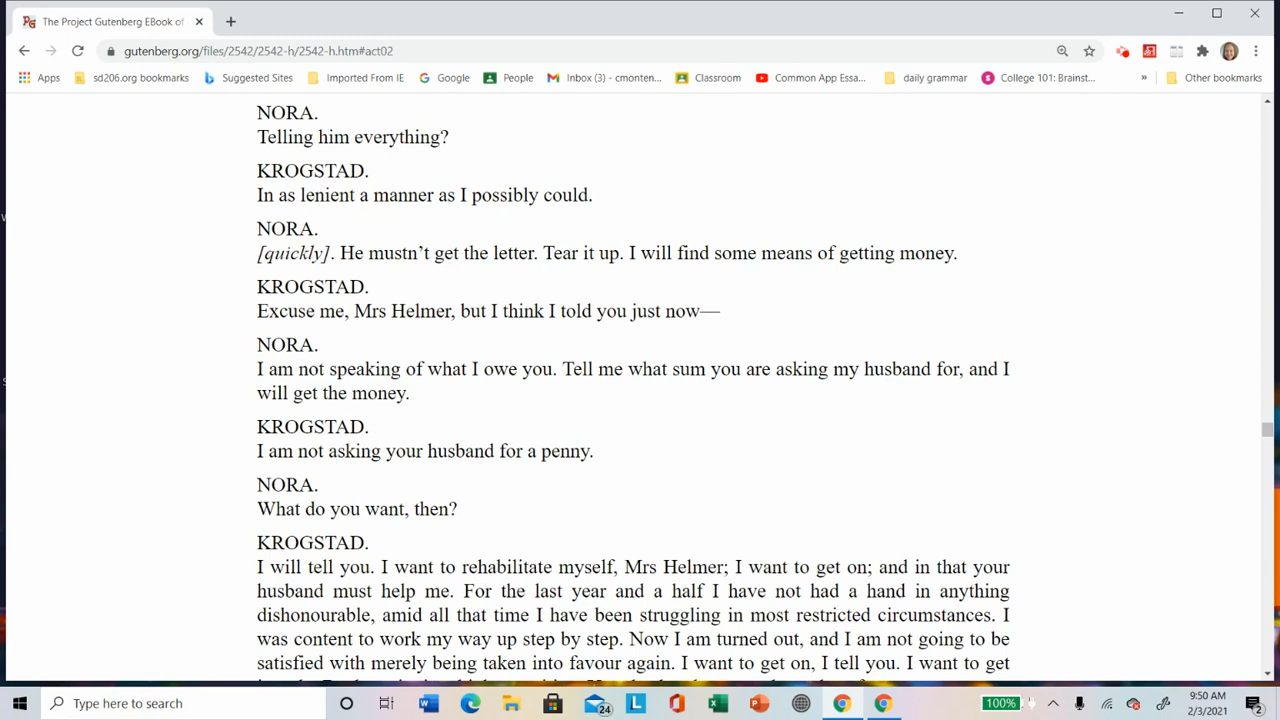 The Project Gutenberg EBook of
gutenberg.org/files/2542/2542-h/2542-h.htm#act02
Apps
sd206.org bookmarks
Suggested Sites
Imported From IE
Google
People
Inbox (3) - cmonten...
Classroom
Common App Essa...
daily grammar
College 101: Brainst...
»
Other bookmarks
NORA.
Telling him everything?
KROGSTAD.
In as lenient a manner as I possibly could.
NORA.
[quickly]. He mustn’t get the letter. Tear it up. I will find some means of getting money.
KROGSTAD.
Excuse me, Mrs Helmer, but I think I told you just now—
NORA.
I am not speaking of what I owe you. Tell me what sum you are asking my husband for, and I
will get the money.
KROGSTAD.
I am not asking your husband for a penny.
NORA.
What do you want, then?
KROGSTAD.
I will tell you. I want to rehabilitate myself, Mrs Helmer; I want to get on; and in that your
husband must help me. For the last year and a half I have not had a hand in anything
dishonourable, amid all that time I have been struggling in most restricted circumstances. I
was content to work my way up step by step. Now I am turned out, and I am not going to be
satisfied with merely being taken into favour again. I want to get on, I tell you. I want to get
Type here to search
24
100%
9:50 AM
2/3/2021
2